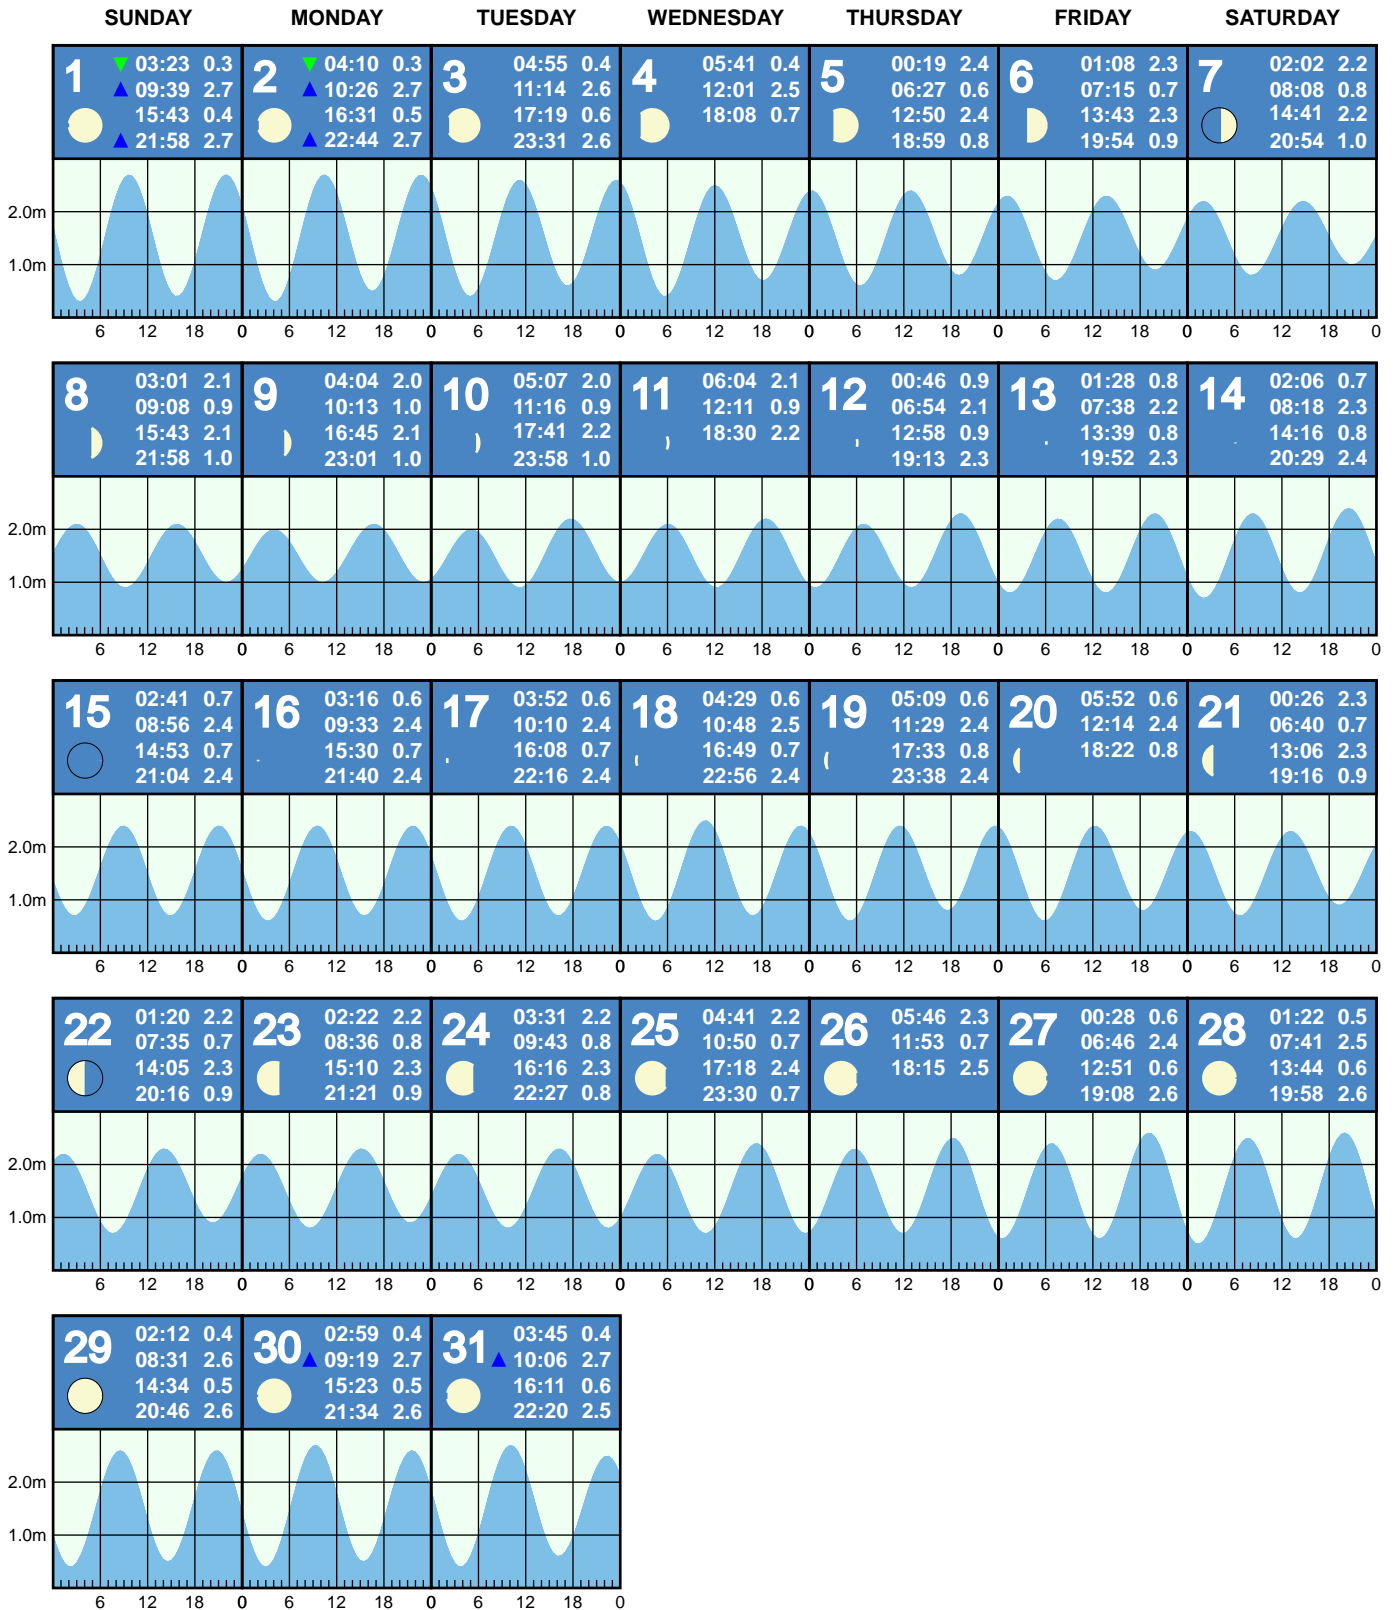 SUNDAY MONDAY TUESDAY WEDNESDAY THURSDAY FRIDAY SATURDAY
1 03:23 0.3
09:39 2.7
15:43 0.4
21:58 2.7
2 04:10 0.3
10:26 2.7
16:31 0.5
22:44 2.7
3 04:55 0.4
11:14 2.6
17:19 0.6
23:31 2.6
4 05:41 0.4
12:01 2.5
18:08 0.7
5 00:19 2.4
06:27 0.6
12:50 2.4
18:59 0.8
6 01:08 2.3
07:15 0.7
13:43 2.3
19:54 0.9
7 02:02 2.2
08:08 0.8
14:41 2.2
20:54 1.0
2.0m
1.0m
6 12 18 0 6 12 18 0 6 12 18 0 6 12 18 0 6 12 18 0 6 12 18 0 6 12 18 0
8 03:01 2.1
09:08 0.9
15:43 2.1
21:58 1.0
9 04:04 2.0
10:13 1.0
16:45 2.1
23:01 1.0
10 05:07 2.0
11:16 0.9
17:41 2.2
23:58 1.0
11 06:04 2.1
12:11 0.9
18:30 2.2
12 00:46 0.9
06:54 2.1
12:58 0.9
19:13 2.3
13 01:28 0.8
07:38 2.2
13:39 0.8
19:52 2.3
14 02:06 0.7
08:18 2.3
14:16 0.8
20:29 2.4
2.0m
1.0m
6 12 18 0 6 12 18 0 6 12 18 0 6 12 18 0 6 12 18 0 6 12 18 0 6 12 18 0
15 02:41 0.7
08:56 2.4
14:53 0.7
21:04 2.4
16 03:16 0.6
09:33 2.4
15:30 0.7
21:40 2.4
17 03:52 0.6
10:10 2.4
16:08 0.7
22:16 2.4
18 04:29 0.6
10:48 2.5
16:49 0.7
22:56 2.4
19 05:09 0.6
11:29 2.4
17:33 0.8
23:38 2.4
20 05:52 0.6
12:14 2.4
18:22 0.8
21 00:26 2.3
06:40 0.7
13:06 2.3
19:16 0.9
2.0m
1.0m
6 12 18 0 6 12 18 0 6 12 18 0 6 12 18 0 6 12 18 0 6 12 18 0 6 12 18 0
22 01:20 2.2
07:35 0.7
14:05 2.3
20:16 0.9
23 02:22 2.2
08:36 0.8
15:10 2.3
21:21 0.9
24 03:31 2.2
09:43 0.8
16:16 2.3
22:27 0.8
25 04:41 2.2
10:50 0.7
17:18 2.4
23:30 0.7
26 05:46 2.3
11:53 0.7
18:15 2.5
27 00:28 0.6
06:46 2.4
12:51 0.6
19:08 2.6
28 01:22 0.5
07:41 2.5
13:44 0.6
19:58 2.6
2.0m
1.0m
6 12 18 0 6 12 18 0 6 12 18 0 6 12 18 0 6 12 18 0 6 12 18 0 6 12 18 0
29 02:12 0.4
08:31 2.6
14:34 0.5
20:46 2.6
30 02:59 0.4
09:19 2.7
15:23 0.5
21:34 2.6
31 03:45 0.4
10:06 2.7
16:11 0.6
22:20 2.5
2.0m
1.0m
6 12 18 0 6 12 18 0 6 12 18 0